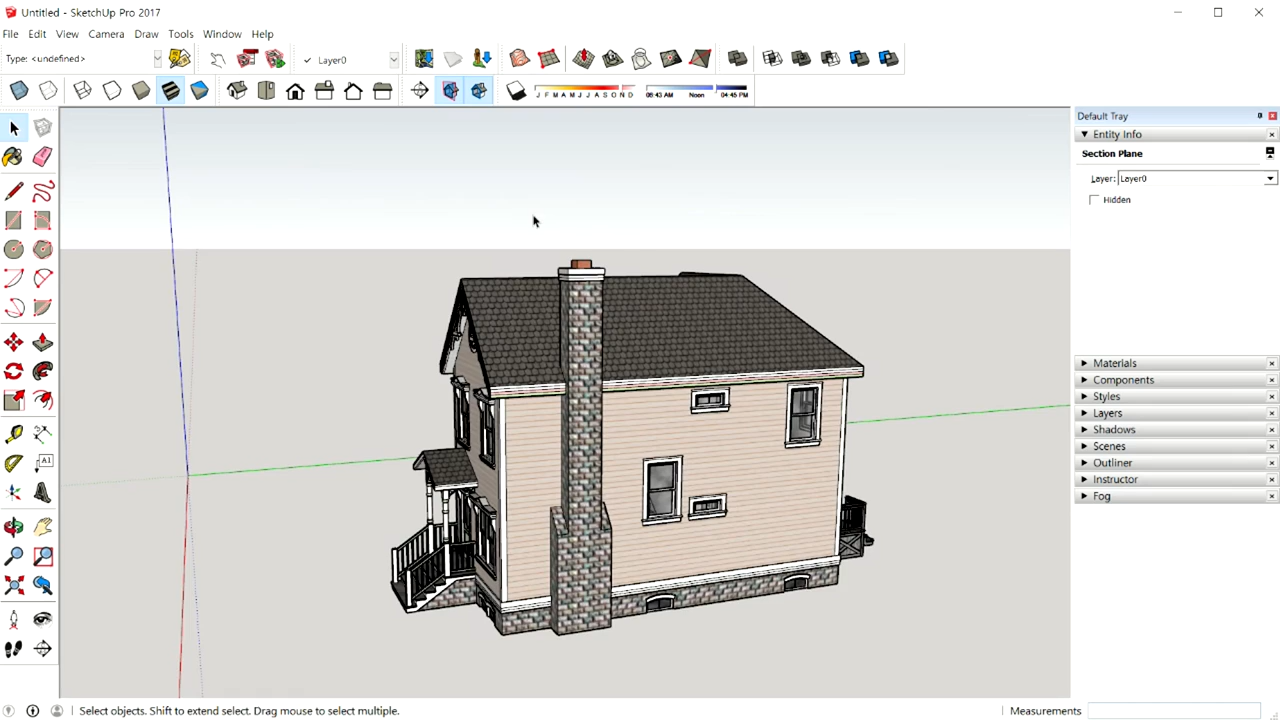 Untitled - SketchUp Pro 2017
File Edit View Camera Draw Tools Window Help
Type: <undefined>
✓ Layer0
J F M A M J J A S O N D
06:43 AM Noon 04:45 PM
Default Tray
Entity Info
Section Plane
Layer: Layer0
Hidden
Materials
Components
Styles
Layers
Shadows
Scenes
Outliner
Instructor
Fog
A1
Select objects. Shift to extend select. Drag mouse to select multiple.
Measurements